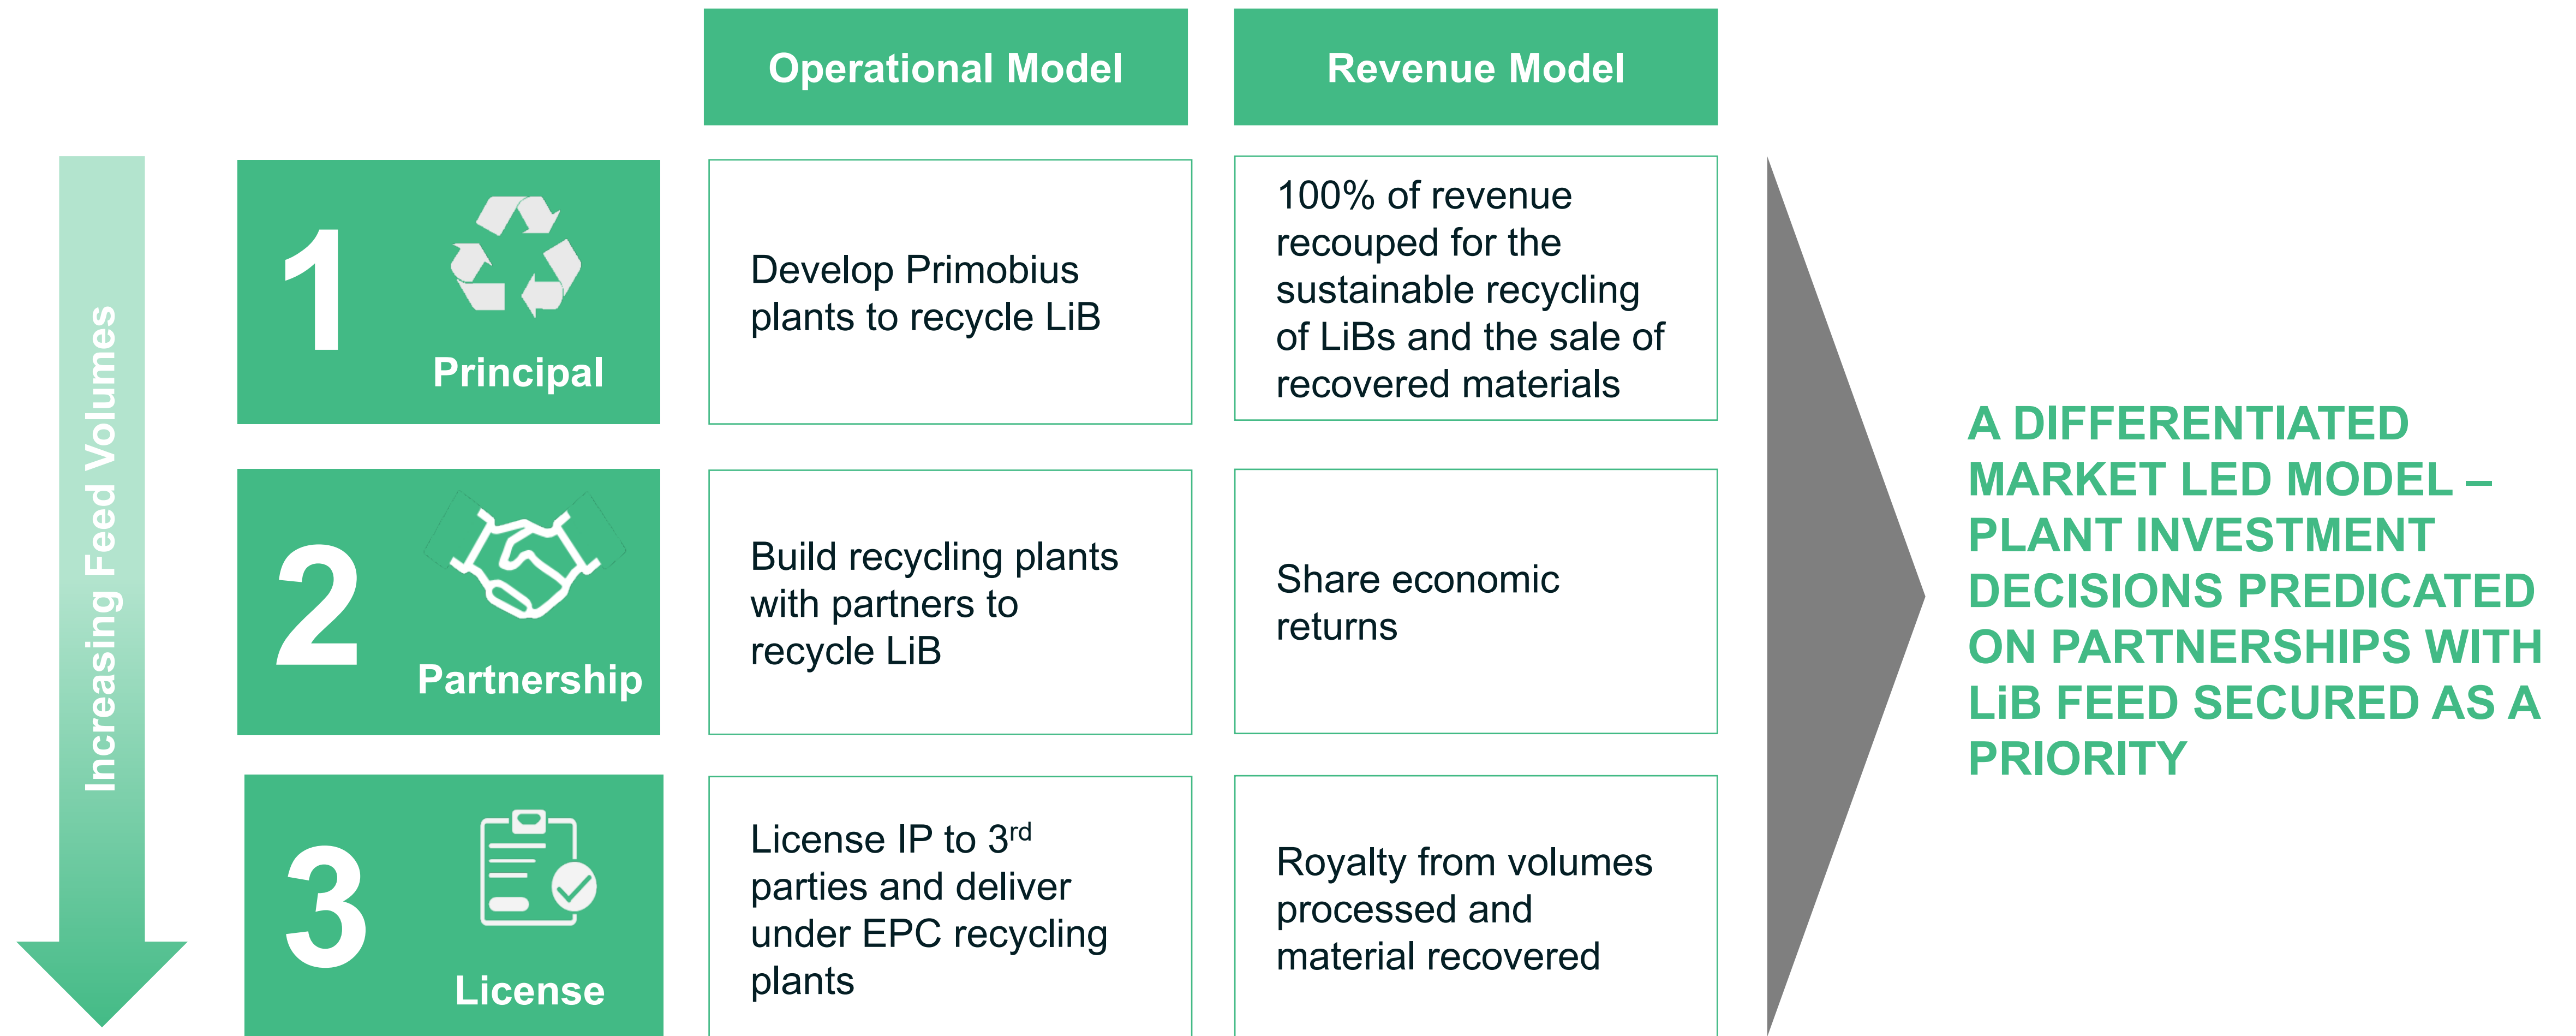 Operational Model
Revenue Model
Increasing Feed Volumes
1
Principal
Develop Primobius
plants to recycle LiB
100% of revenue
recouped for the
sustainable recycling
of LiBs and the sale of
recovered materials
2
Partnership
Build recycling plants
with partners to
recycle LiB
Share economic
returns
3
License
License IP to 3rd
parties and deliver
under EPC recycling
plants
Royalty from volumes
processed and
material recovered
A DIFFERENTIATED
MARKET LED MODEL –
PLANT INVESTMENT
DECISIONS PREDICATED
ON PARTNERSHIPS WITH
LiB FEED SECURED AS A
PRIORITY